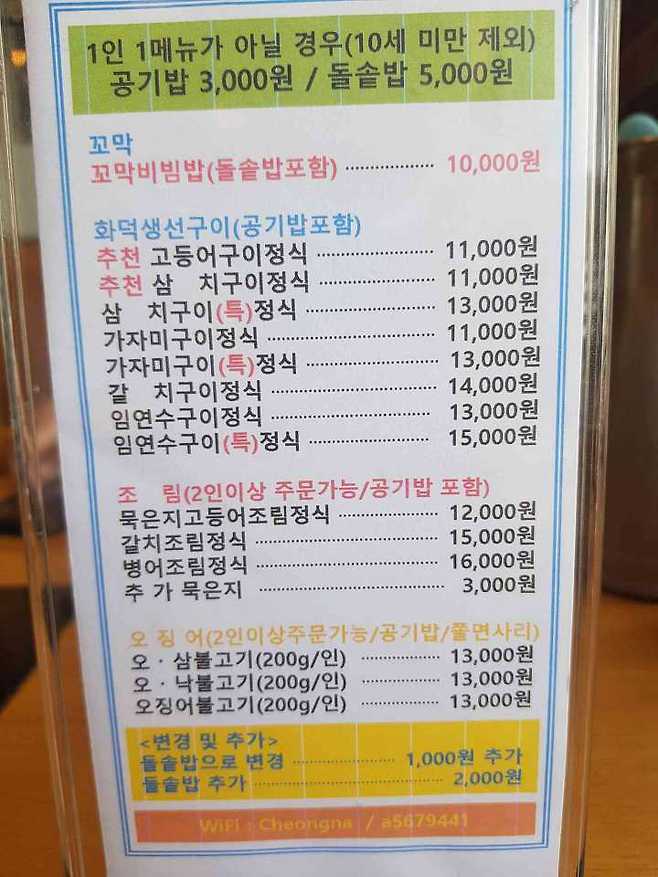 1인 1메뉴가 아닐 경우(10세 미만 제외)
공기밥 3,000원 / 돌솥밥 5,000원
꼬막
꼬막비빔밥(돌솥밥포함) 10,000원
화덕생선구이(공기밥포함)
추천 고등어구이정식 11,000원
추천 삼 치구이정식 11,000원
삼 치구이(특)정식 13,000원
가자미구이정식 11,000원
가자미구이(특)정식 13,000원
갈 치구이정식 14,000원
임연수구이정식 13,000원
임연수구이(특)정식 15,000원
조 림(2인이상 주문가능/공기밥 포함)
묵은지고등어조림정식 12,000원
갈치조림정식 15,000원
병어조림정식 16,000원
추 가 묵은지 3,000원
오 징 어(2인이상주문가능/공기밥/쫄면사리)
오 · 삼불고기(200g/인) 13,000원
오 · 낙불고기(200g/인) 13,000원
오징어불고기(200g/인) 13,000원
<변경 및 추가>
돌솥밥으로 변경 1,000원 추가
돌솥밥 추가 2,000원
WiFi : Cheongna / a5679441